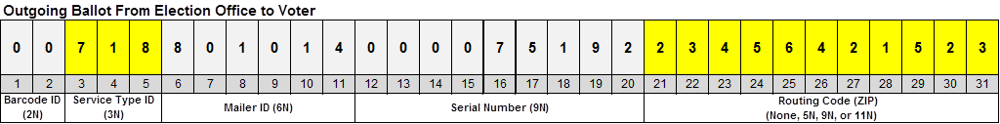 Outgoing Ballot From Election Office to Voter
0 0 7 1 8 8 0 1 0 1 4 0 0 0 0 7 5 1 9 2 2 3 4 5 6 4 2 1 5 2 3
1 2 3 4 5 6 7 8 9 10 11 12 13 14 15 16 17 18 19 20 21 22 23 24 25 26 27 28 29 30 31
Barcode ID Service Type ID Mailer ID (6N) Serial Number (9N) Routing Code (ZIP)
(2N) (3N) (None, 5N, 9N, or 11N)